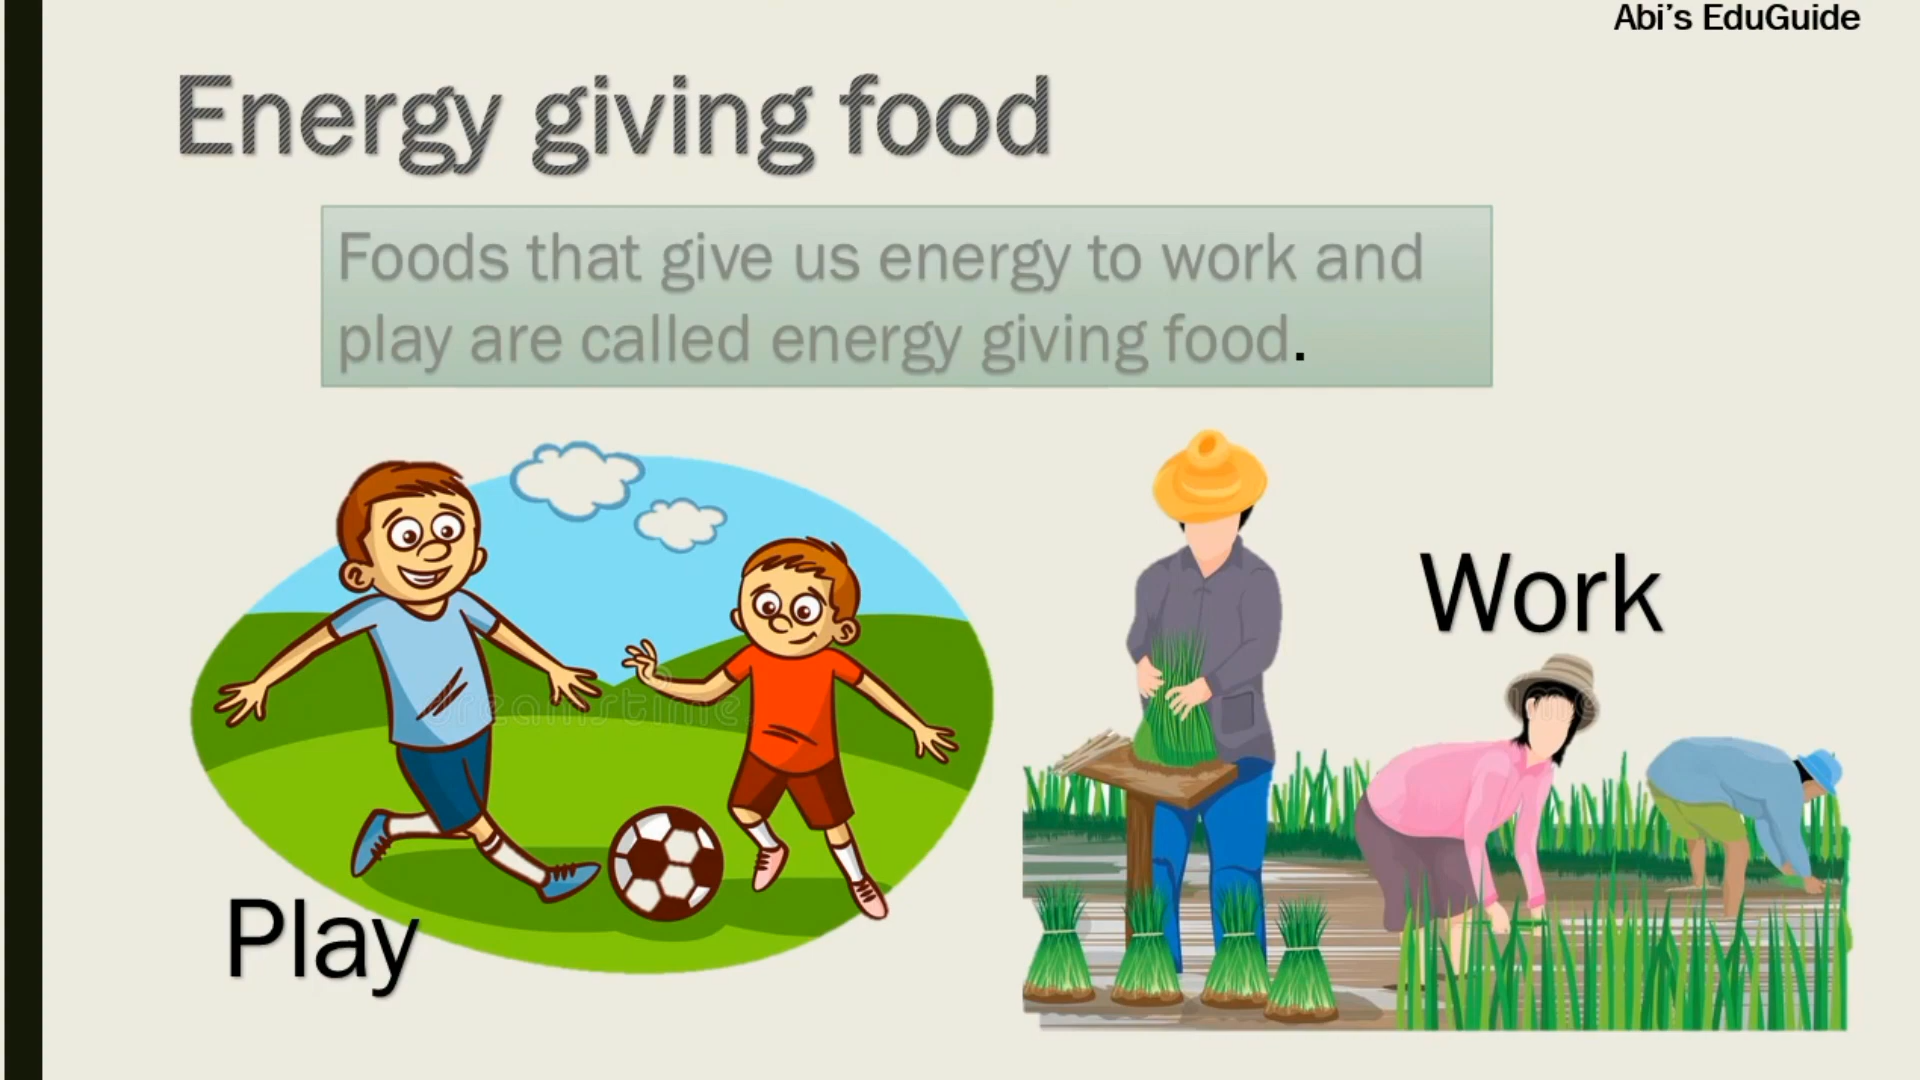 Abi's EduGuide
Energy giving food
Foods that give us energy to work and
play are called energy giving food.
Work
dreamstime
Play